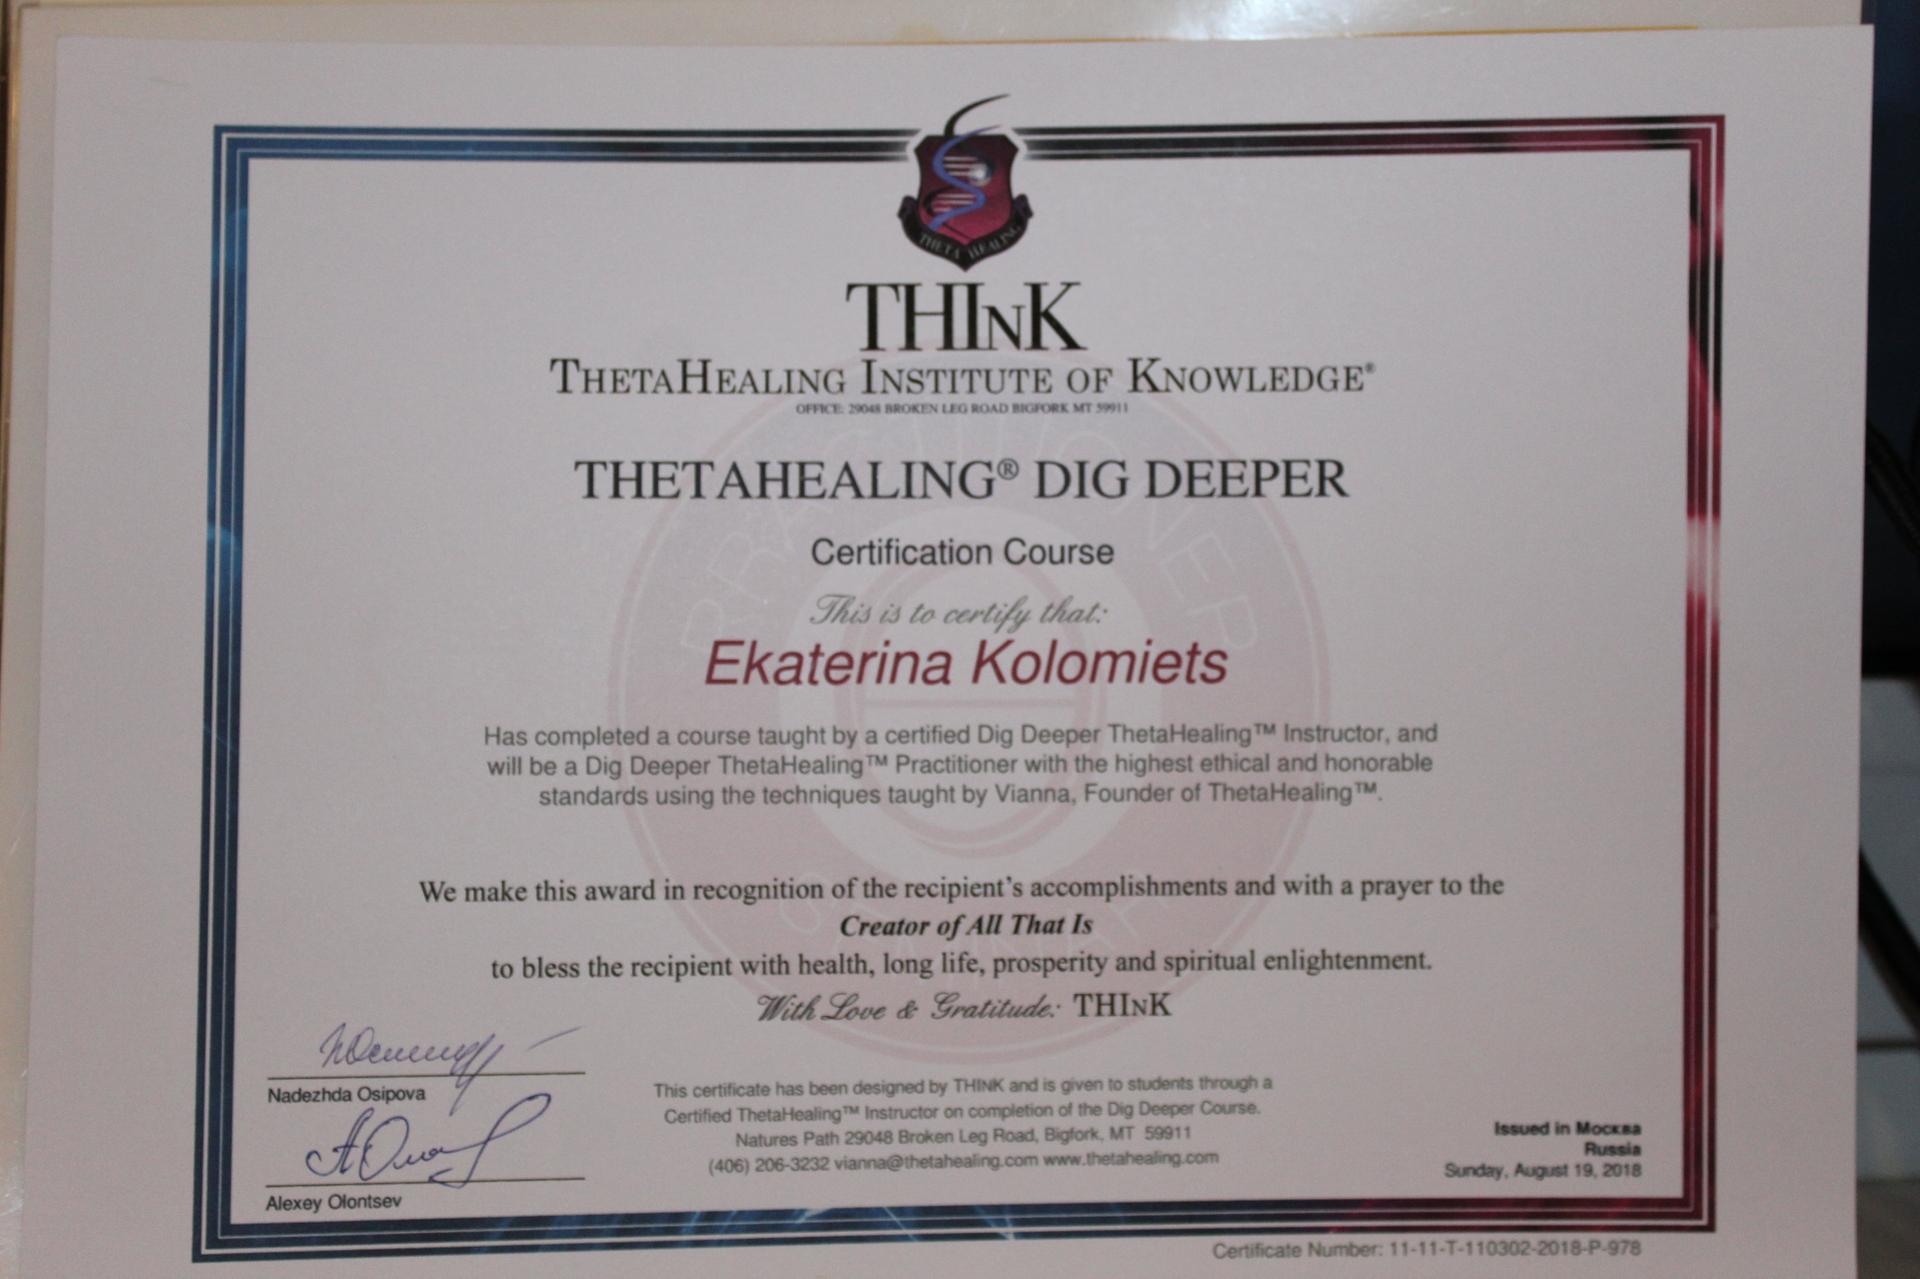 THETA HEALING
THINK
THETAHEALING INSTITUTE OF KNOWLEDGE®
OFFICE: 29048 BROKEN LEG ROAD BIGFORK MT 59911
THETAHEALING® DIG DEEPER
Certification Course
This is to certify that:
Ekaterina Kolomiets
Has completed a course taught by a certified Dig Deeper ThetaHealing™ Instructor, and
will be a Dig Deeper ThetaHealing™ Practitioner with the highest ethical and honorable
standards using the techniques taught by Vianna, Founder of ThetaHealing™.
We make this award in recognition of the recipient's accomplishments and with a prayer to the
Creator of All That Is
to bless the recipient with health, long life, prosperity and spiritual enlightenment.
With Love & Gratitude: THINK
Nadezhda Osipova
Alexey Olontsev
This certificate has been designed by THINK and is given to students through a
Certified ThetaHealing™ Instructor on completion of the Dig Deeper Course.
Natures Path 29048 Broken Leg Road, Bigfork, MT 59911
(406) 206-3232 vianna@thetahealing.com www.thetahealing.com
Issued in Москва
Russia
Sunday, August 19, 2018
Certificate Number: 11-11-T-110302-2018-P-978